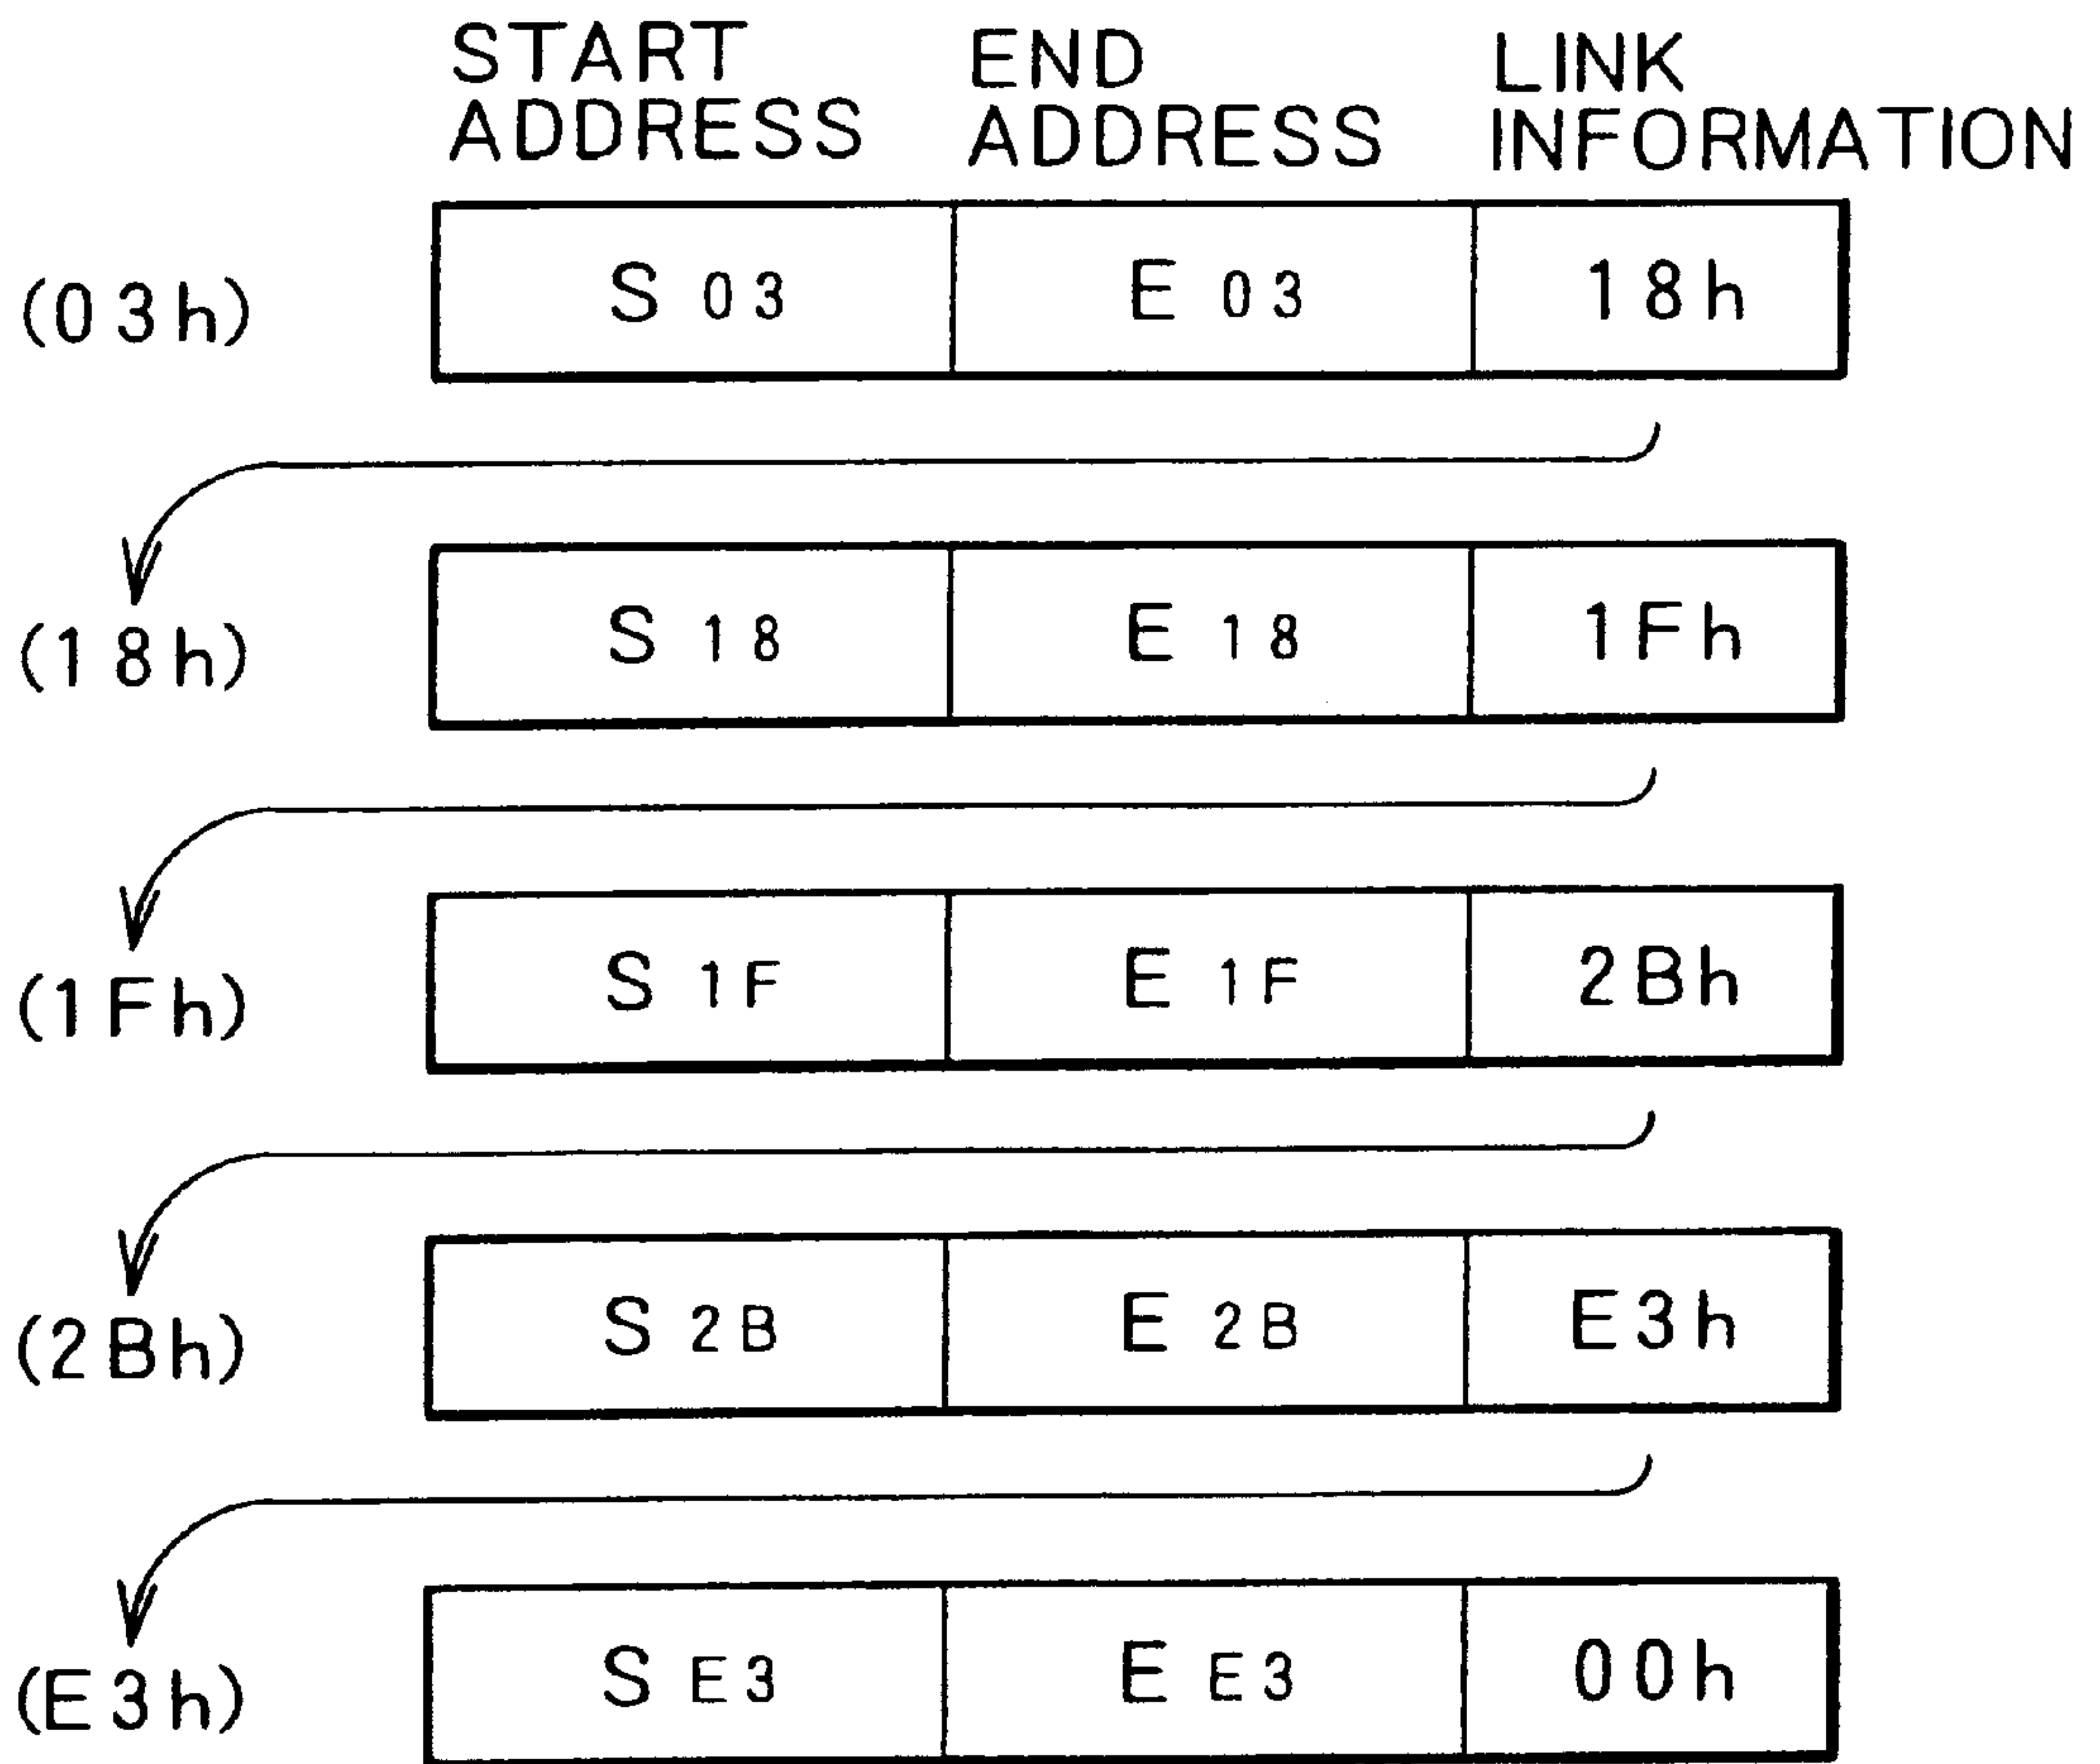 START ADDRESS END ADDRESS LINK INFORMATION
(03h) S 03 E 03 18h
(18h) S 18 E 18 1Fh
(1Fh) S 1F E 1F 2Bh
(2Bh) S 2B E 2B E3h
(E3h) S E3 E E3 00h